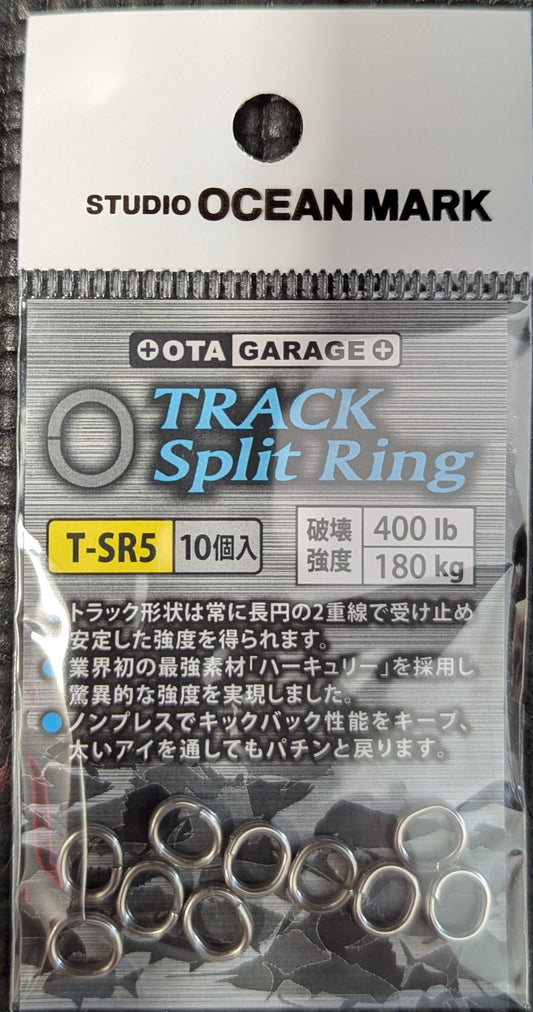 STUDIO OCEAN MARK
OTA GARAGE
TRACK
Split Ring
T-SR5 10個入
破壊強度 400 lb 180 kg
トラック形状は常に長円の2重線で受け止め
安定した強度を得られます。
業界初の最強素材「ハーキュリー」を採用し
驚異的な強度を実現しました。
ノンプレスでキックバック性能をキープ、
太いアイを通してもパチンと戻ります。